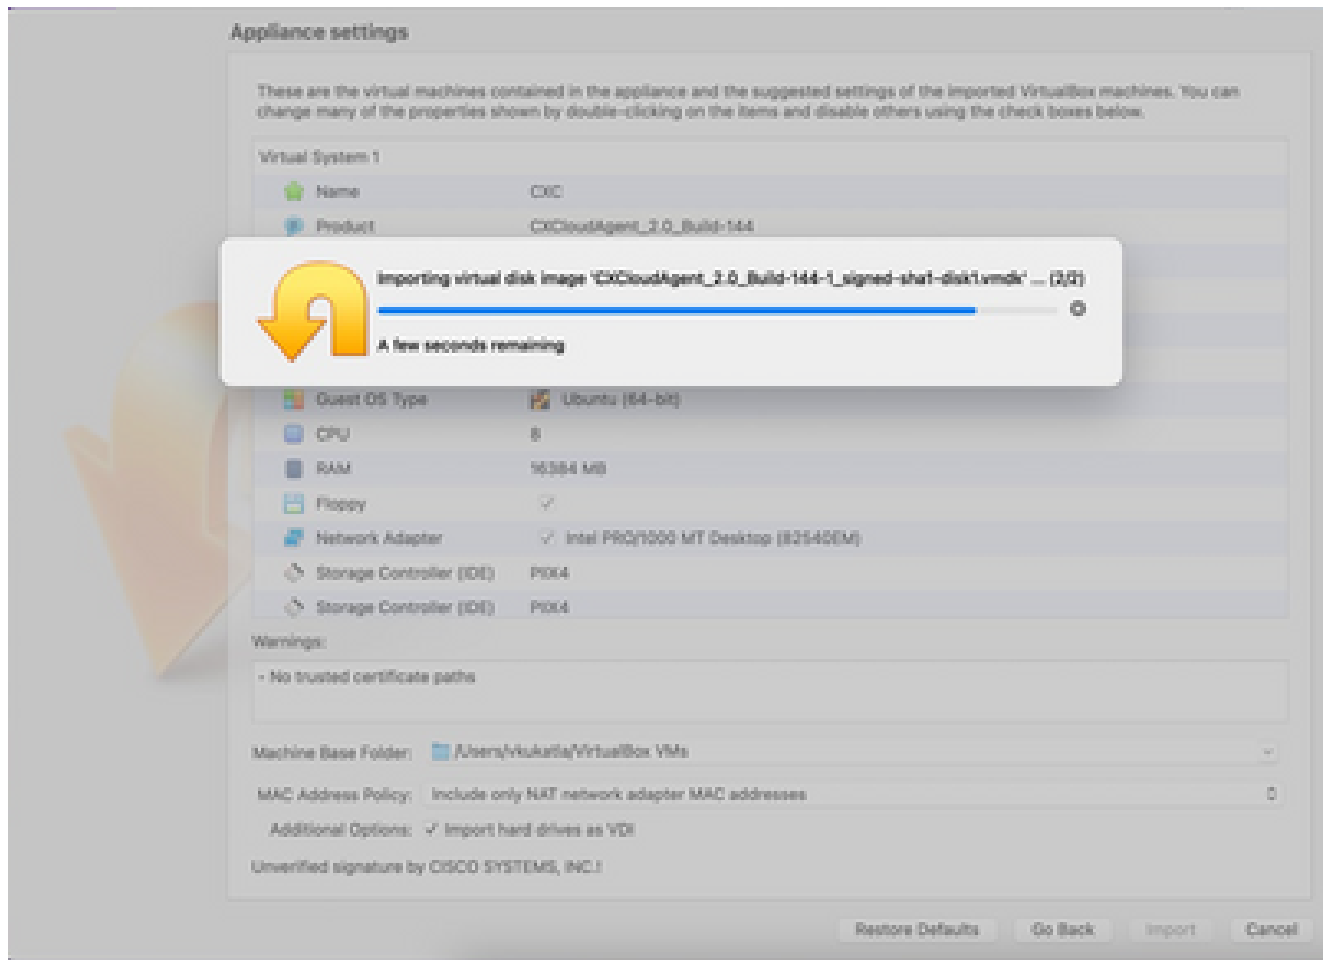 Appliance settings
These are the virtual machines contained in the appliance and the suggested settings of the imported VirtualBox machines. You can
change many of the properties shown by double-clicking on the items and disable others using the check boxes below.
Virtual System 1
Name CXC
Product CXCloudAgent_2.0_Build-144
Importing virtual disk image 'CXCloudAgent_2.0_Build-144-1_signed-sha1-disk1.vmdk' ... (2/2)
A few seconds remaining
Guest OS Type Ubuntu (64-bit)
CPU 8
RAM 16384 MB
Floppy
Network Adapter Intel PRO/1000 MT Desktop (82540EM)
Storage Controller (IDE) PIIX4
Storage Controller (IDE) PIIX4
Warnings:
- No trusted certificate paths
Machine Base Folder: /Users/vkukatla/VirtualBox VMs
MAC Address Policy: Include only NAT network adapter MAC addresses
Additional Options: Import hard drives as VDI
Unverified signature by CISCO SYSTEMS, INC.!
Restore Defaults Go Back Import Cancel